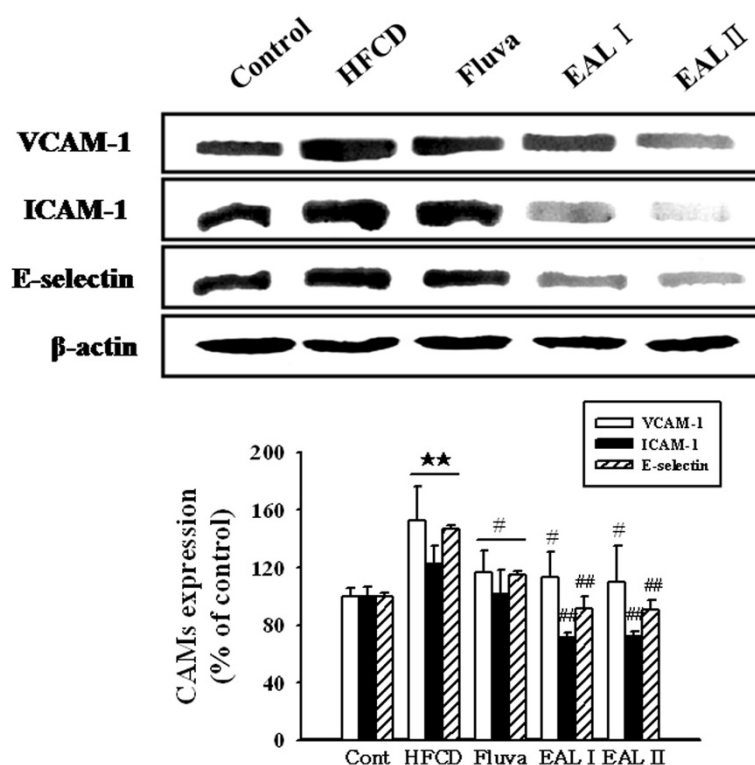 Control HFCD Fluva EAL Ⅰ EAL Ⅱ
VCAM-1
ICAM-1
E-selectin
β-actin
VCAM-1
ICAM-1
E-selectin
CAMs expression
(% of control)
200
160
120
80
40
0
★★
# # #
## ## ## ##
Cont HFCD Fluva EAL I EAL II